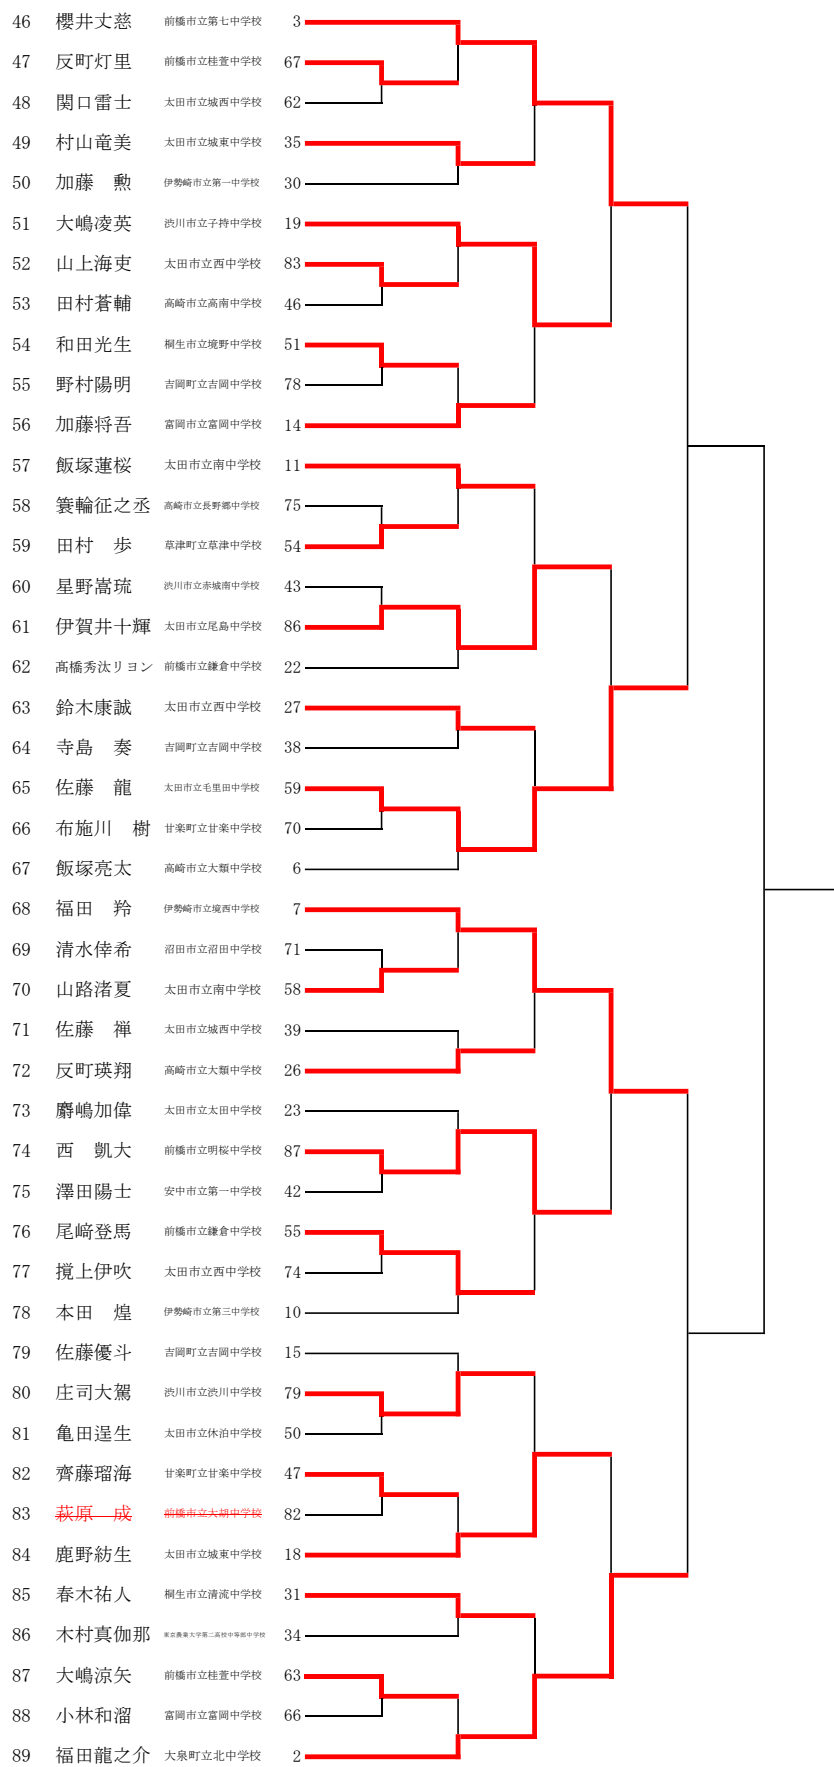 46 櫻井丈慈 前橋市立第七中学校 3
47 反町灯里 前橋市立桂萱中学校 67
48 関口雷士 太田市立城西中学校 62
49 村山竜美 太田市立城東中学校 35
50 加藤　勲 伊勢崎市立第一中学校 30
51 大嶋凌英 渋川市立子持中学校 19
52 山上海吏 太田市立西中学校 83
53 田村蒼輔 高崎市立高南中学校 46
54 和田光生 桐生市立境野中学校 51
55 野村陽明 吉岡町立吉岡中学校 78
56 加藤将吾 富岡市立富岡中学校 14
57 飯塚蓮桜 太田市立南中学校 11
58 簑輪征之丞 高崎市立長野郷中学校 75
59 田村　歩 草津町立草津中学校 54
60 星野嵩琉 渋川市立赤城南中学校 43
61 伊賀井十輝 太田市立尾島中学校 86
62 髙橋秀汰リヨン 前橋市立鎌倉中学校 22
63 鈴木康誠 太田市立西中学校 27
64 寺島　奏 吉岡町立吉岡中学校 38
65 佐藤　龍 太田市立毛里田中学校 59
66 布施川　樹 甘楽町立甘楽中学校 70
67 飯塚亮太 高崎市立大類中学校 6
68 福田　羚 伊勢崎市立境西中学校 7
69 清水倖希 沼田市立沼田中学校 71
70 山路渚夏 太田市立南中学校 58
71 佐藤　禅 太田市立城西中学校 39
72 反町瑛翔 高崎市立大類中学校 26
73 麝嶋加偉 太田市立太田中学校 23
74 西　凱大 前橋市立明桜中学校 87
75 澤田陽士 安中市立第一中学校 42
76 尾﨑登馬 前橋市立鎌倉中学校 55
77 撹上伊吹 太田市立西中学校 74
78 本田　煌 伊勢崎市立第三中学校 10
79 佐藤優斗 吉岡町立吉岡中学校 15
80 庄司大駕 渋川市立渋川中学校 79
81 亀田逞生 太田市立休泊中学校 50
82 齊藤瑠海 甘楽町立甘楽中学校 47
83 萩原　成 前橋市立大胡中学校 82
84 鹿野紡生 太田市立城東中学校 18
85 春木祐人 桐生市立清流中学校 31
86 木村真伽那 東京農業大学第二高校中等部中学校 34
87 大嶋涼矢 前橋市立桂萱中学校 63
88 小林和溜 富岡市立富岡中学校 66
89 福田龍之介 大泉町立北中学校 2